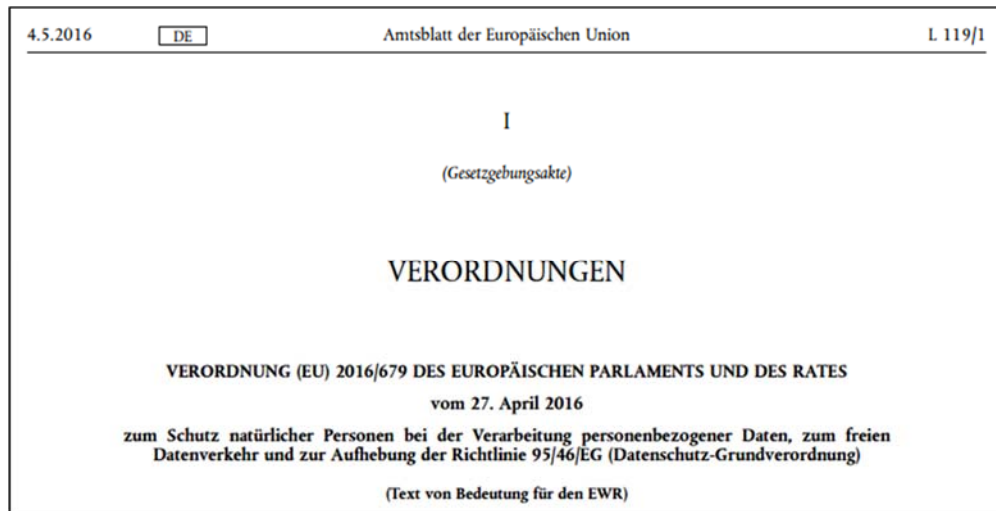 4.5.2016 DE Amtsblatt der Europäischen Union L 119/1
I
(Gesetzgebungsakte)
VERORDNUNGEN
VERORDNUNG (EU) 2016/679 DES EUROPÄISCHEN PARLAMENTS UND DES RATES
vom 27. April 2016
zum Schutz natürlicher Personen bei der Verarbeitung personenbezogener Daten, zum freien
Datenverkehr und zur Aufhebung der Richtlinie 95/46/EG (Datenschutz-Grundverordnung)
(Text von Bedeutung für den EWR)